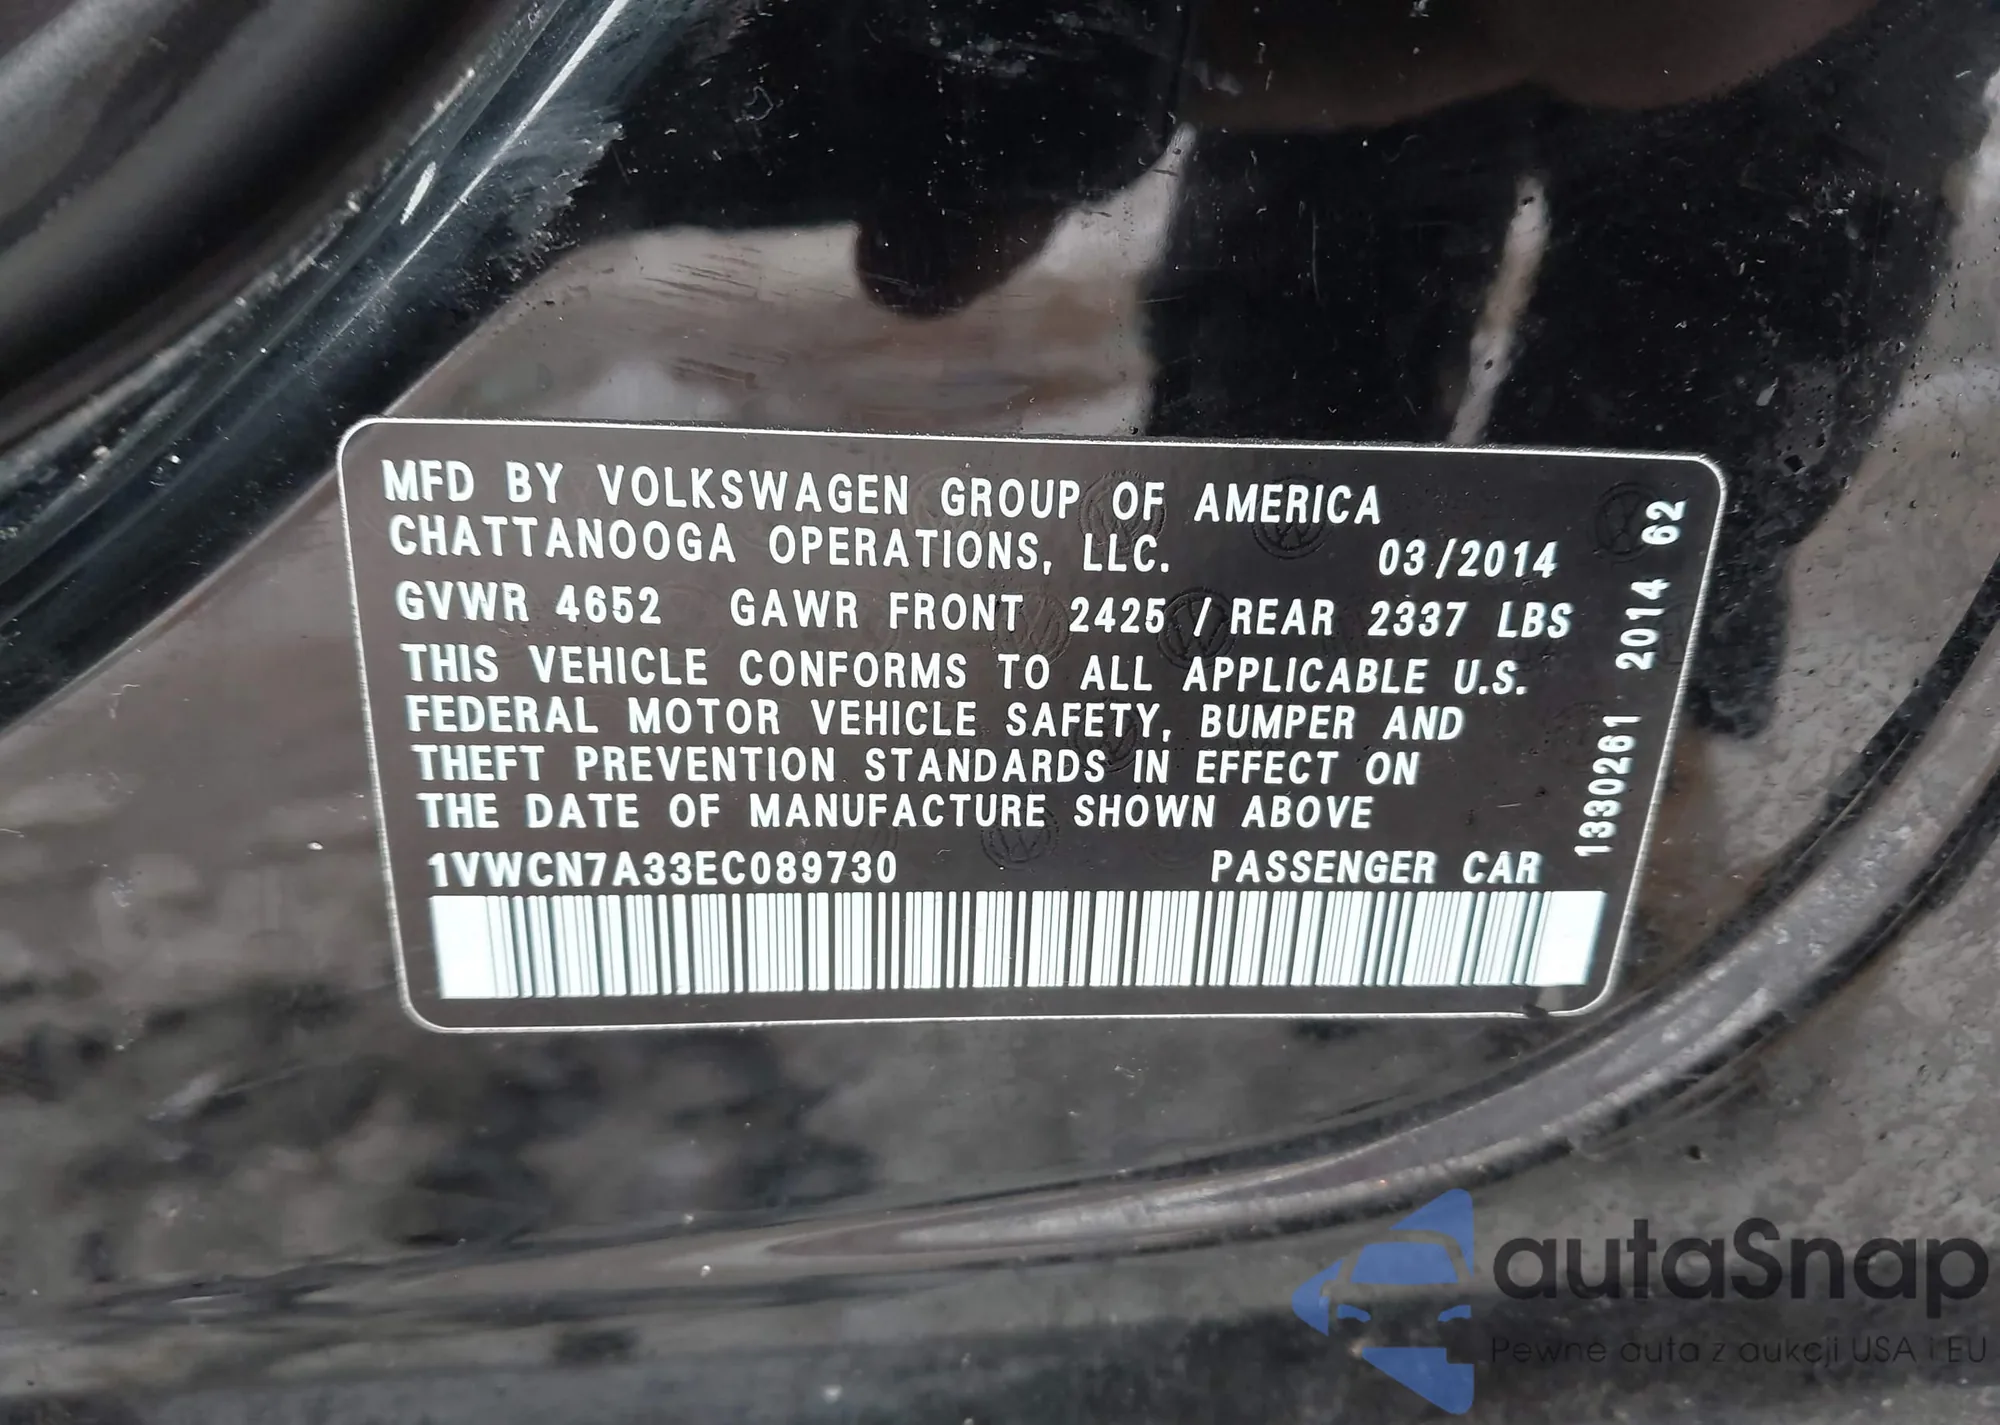 MFD BY VOLKSWAGEN GROUP OF AMERICA
CHATTANOOGA OPERATIONS, LLC. 03/2014
GVWR 4652 GAWR FRONT 2425 / REAR 2337 LBS
THIS VEHICLE CONFORMS TO ALL APPLICABLE U.S.
FEDERAL MOTOR VEHICLE SAFETY, BUMPER AND
THEFT PREVENTION STANDARDS IN EFFECT ON
THE DATE OF MANUFACTURE SHOWN ABOVE
1VWCN7A33EC089730 PASSENGER CAR
1330261 2014 62
autaSnap
Pewne auta z aukcji USA i EU